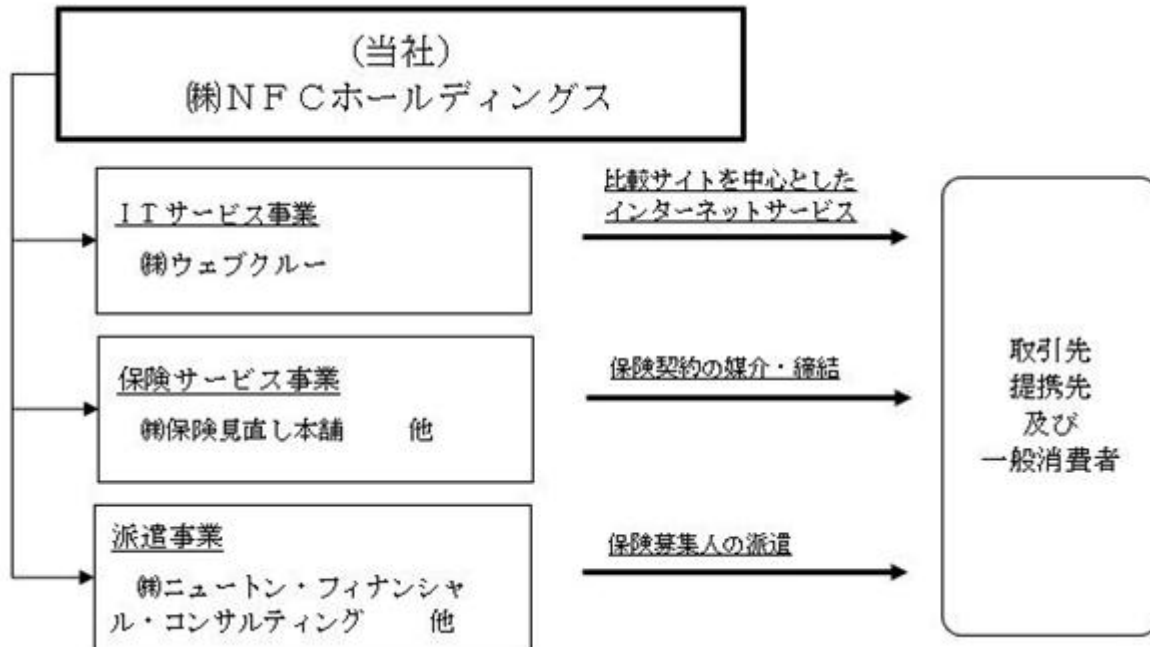 (当社)
㈱ＮＦＣホールディングス
ＩＴサービス事業
㈱ウェブクルー
比較サイトを中心とした
インターネットサービス
保険サービス事業
㈱保険見直し本舗　　他
保険契約の媒介・締結
派遣事業
㈱ニュートン・フィナンシャ
ル・コンサルティング　　他
保険募集人の派遣
取引先
提携先
及び
一般消費者